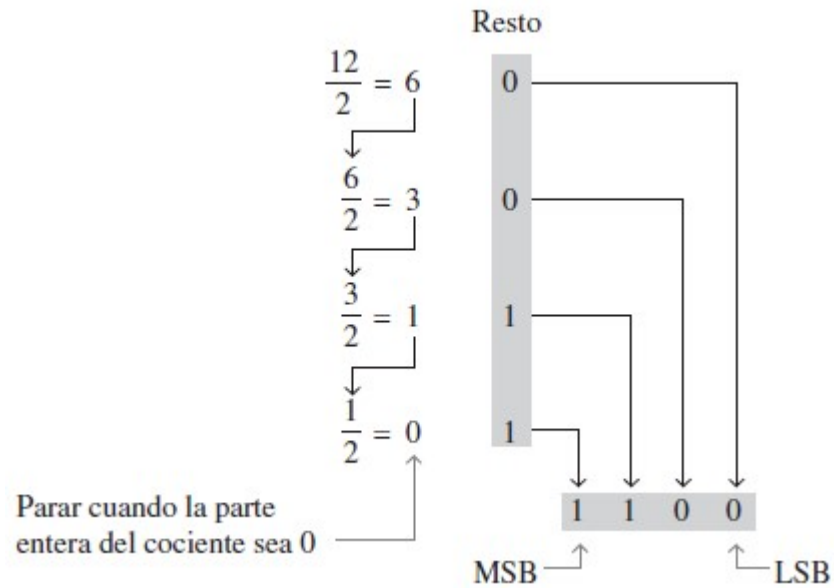 Resto
12/2 = 6 0
6/2 = 3 0
3/2 = 1 1
1/2 = 0 1
Parar cuando la parte
entera del cociente sea 0
1 1 0 0
MSB LSB